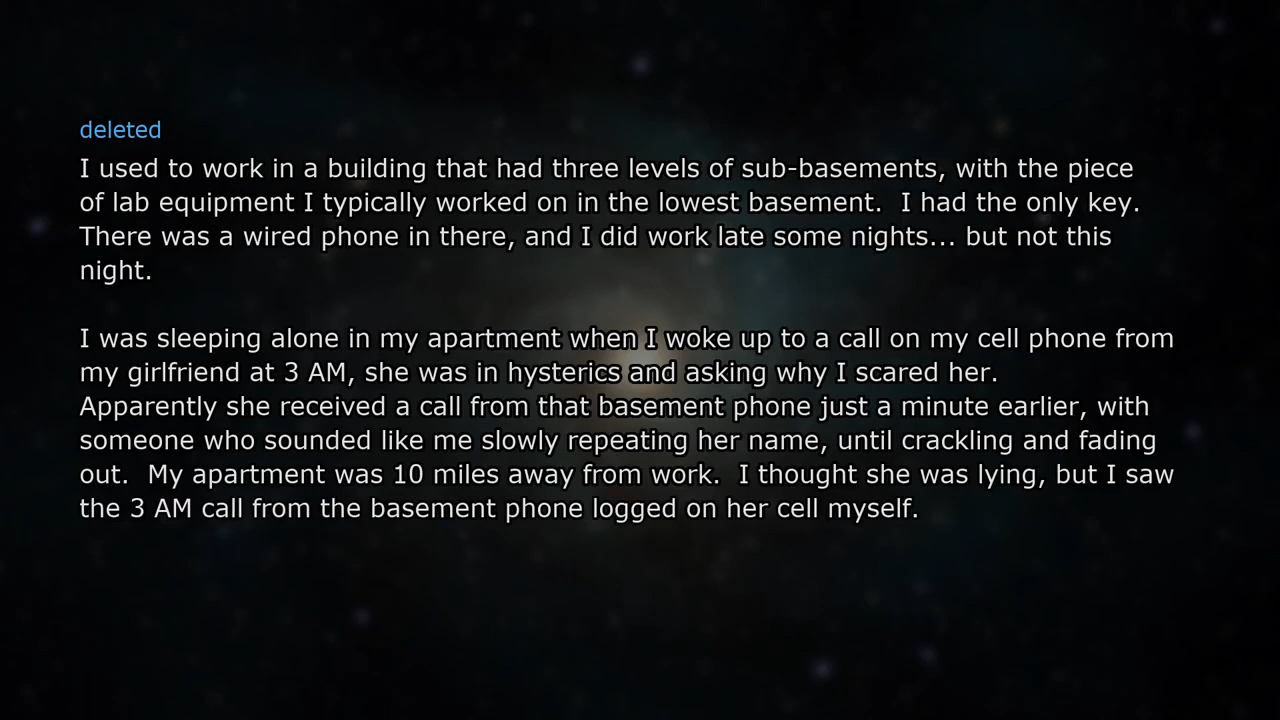 deleted
I used to work in a building that had three levels of sub-basements, with the piece
of lab equipment I typically worked on in the lowest basement.  I had the only key.
There was a wired phone in there, and I did work late some nights... but not this
night.
I was sleeping alone in my apartment when I woke up to a call on my cell phone from
my girlfriend at 3 AM, she was in hysterics and asking why I scared her.
Apparently she received a call from that basement phone just a minute earlier, with
someone who sounded like me slowly repeating her name, until crackling and fading
out.  My apartment was 10 miles away from work.  I thought she was lying, but I saw
the 3 AM call from the basement phone logged on her cell myself.